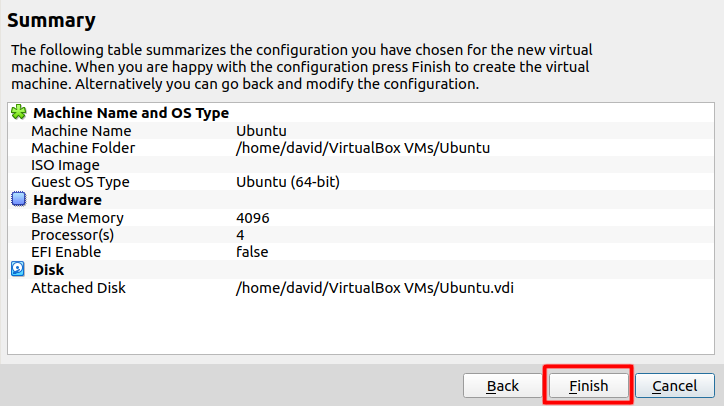 Summary
The following table summarizes the configuration you have chosen for the new virtual
machine. When you are happy with the configuration press Finish to create the virtual
machine. Alternatively you can go back and modify the configuration.
Machine Name and OS Type
Machine Name Ubuntu
Machine Folder /home/david/VirtualBox VMs/Ubuntu
ISO Image
Guest OS Type Ubuntu (64-bit)
Hardware
Base Memory 4096
Processor(s) 4
EFI Enable false
Disk
Attached Disk /home/david/VirtualBox VMs/Ubuntu.vdi
Back Finish Cancel